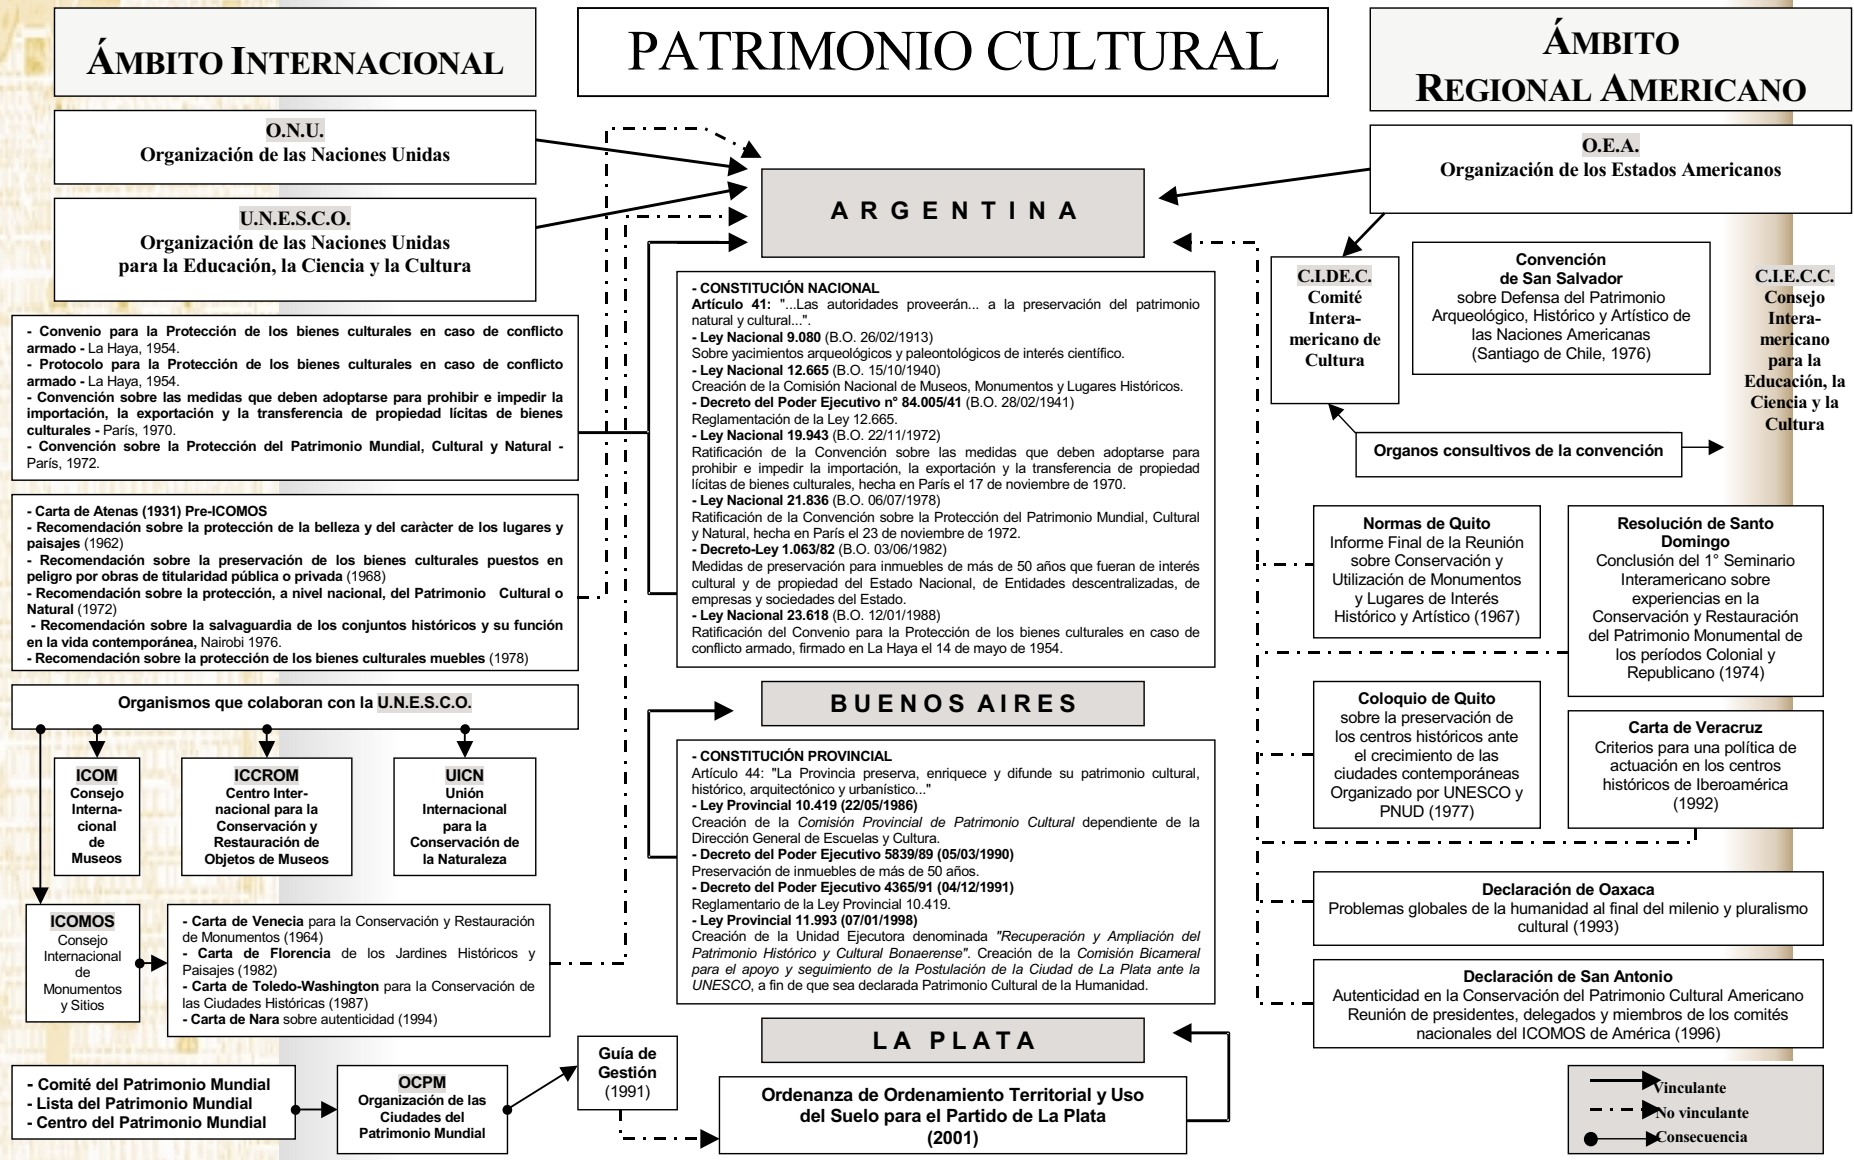 ÁMBITO INTERNACIONAL
PATRIMONIO CULTURAL
ÁMBITO
REGIONAL AMERICANO
O.N.U.
Organización de las Naciones Unidas
U.N.E.S.C.O.
Organización de las Naciones Unidas
para la Educación, la Ciencia y la Cultura
- Convenio para la Protección de los bienes culturales en caso de conflicto
armado - La Haya, 1954.
- Protocolo para la Protección de los bienes culturales en caso de conflicto
armado - La Haya, 1954.
- Convención sobre las medidas que deben adoptarse para prohibir e impedir la
importación, la exportación y la transferencia de propiedad lícitas de bienes
culturales - París, 1970.
- Convención sobre la Protección del Patrimonio Mundial, Cultural y Natural -
París, 1972.
- Carta de Atenas (1931) Pre-ICOMOS
- Recomendación sobre la protección de la belleza y del caràcter de los lugares y
paisajes (1962)
- Recomendación sobre la preservación de los bienes culturales puestos en
peligro por obras de titularidad pública o privada (1968)
- Recomendación sobre la protección, a nivel nacional, del Patrimonio Cultural o
Natural (1972)
- Recomendación sobre la salvaguardia de los conjuntos históricos y su función
en la vida contemporánea, Nairobi 1976.
- Recomendación sobre la protección de los bienes culturales muebles (1978)
Organismos que colaboran con la U.N.E.S.C.O.
ICOM
Consejo
Interna-
cional
de
Museos
ICCROM
Centro Inter-
nacional para la
Conservación y
Restauración de
Objetos de Museos
UICN
Unión
Internacional
para la
Conservación de
la Naturaleza
ICOMOS
Consejo
Internacional
de
Monumentos
y Sitios
- Carta de Venecia para la Conservación y Restauración
de Monumentos (1964)
- Carta de Florencia de los Jardines Históricos y
Paisajes (1982)
- Carta de Toledo-Washington para la Conservación de
las Ciudades Históricas (1987)
- Carta de Nara sobre autenticidad (1994)
- Comité del Patrimonio Mundial
- Lista del Patrimonio Mundial
- Centro del Patrimonio Mundial
OCPM
Organización de las
Ciudades del
Patrimonio Mundial
Guía de
Gestión
(1991)
ARGENTINA
- CONSTITUCIÓN NACIONAL
Artículo 41: "...Las autoridades proveerán... a la preservación del patrimonio
natural y cultural...".
- Ley Nacional 9.080 (B.O. 26/02/1913)
Sobre yacimientos arqueológicos y paleontológicos de interés científico.
- Ley Nacional 12.665 (B.O. 15/10/1940)
Creación de la Comisión Nacional de Museos, Monumentos y Lugares Históricos.
- Decreto del Poder Ejecutivo n° 84.005/41 (B.O. 28/02/1941)
Reglamentación de la Ley 12.665.
- Ley Nacional 19.943 (B.O. 22/11/1972)
Ratificación de la Convención sobre las medidas que deben adoptarse para
prohibir e impedir la importación, la exportación y la transferencia de propiedad
lícitas de bienes culturales, hecha en París el 17 de noviembre de 1970.
- Ley Nacional 21.836 (B.O. 06/07/1978)
Ratificación de la Convención sobre la Protección del Patrimonio Mundial, Cultural
y Natural, hecha en París el 23 de noviembre de 1972.
- Decreto-Ley 1.063/82 (B.O. 03/06/1982)
Medidas de preservación para inmuebles de más de 50 años que fueran de interés
cultural y de propiedad del Estado Nacional, de Entidades descentralizadas, de
empresas y sociedades del Estado.
- Ley Nacional 23.618 (B.O. 12/01/1988)
Ratificación del Convenio para la Protección de los bienes culturales en caso de
conflicto armado, firmado en La Haya el 14 de mayo de 1954.
BUENOS AIRES
- CONSTITUCIÓN PROVINCIAL
Artículo 44: "La Provincia preserva, enriquece y difunde su patrimonio cultural,
histórico, arquitectónico y urbanístico..."
- Ley Provincial 10.419 (22/05/1986)
Creación de la Comisión Provincial de Patrimonio Cultural dependiente de la
Dirección General de Escuelas y Cultura.
- Decreto del Poder Ejecutivo 5839/89 (05/03/1990)
Preservación de inmuebles de más de 50 años.
- Decreto del Poder Ejecutivo 4365/91 (04/12/1991)
Reglamentario de la Ley Provincial 10.419.
- Ley Provincial 11.993 (07/01/1998)
Creación de la Unidad Ejecutora denominada "Recuperación y Ampliación del
Patrimonio Histórico y Cultural Bonaerense". Creación de la Comisión Bicameral
para el apoyo y seguimiento de la Postulación de la Ciudad de La Plata ante la
UNESCO, a fin de que sea declarada Patrimonio Cultural de la Humanidad.
LA PLATA
Ordenanza de Ordenamiento Territorial y Uso
del Suelo para el Partido de La Plata
(2001)
O.E.A.
Organización de los Estados Americanos
C.I.DE.C.
Comité
Intera-
mericano de
Cultura
Convención
de San Salvador
sobre Defensa del Patrimonio
Arqueológico, Histórico y Artístico de
las Naciones Americanas
(Santiago de Chile, 1976)
C.I.E.C.C.
Consejo
Intera-
mericano
para la
Educación, la
Ciencia y la
Cultura
Organos consultivos de la convención
Normas de Quito
Informe Final de la Reunión
sobre Conservación y
Utilización de Monumentos
y Lugares de Interés
Histórico y Artístico (1967)
Resolución de Santo
Domingo
Conclusión del 1° Seminario
Interamericano sobre
experiencias en la
Conservación y Restauración
del Patrimonio Monumental de
los períodos Colonial y
Republicano (1974)
Coloquio de Quito
sobre la preservación de
los centros históricos ante
el crecimiento de las
ciudades contemporáneas
Organizado por UNESCO y
PNUD (1977)
Carta de Veracruz
Criterios para una política de
actuación en los centros
históricos de Iberoamérica
(1992)
Declaración de Oaxaca
Problemas globales de la humanidad al final del milenio y pluralismo
cultural (1993)
Declaración de San Antonio
Autenticidad en la Conservación del Patrimonio Cultural Americano
Reunión de presidentes, delegados y miembros de los comités
nacionales del ICOMOS de América (1996)
Vinculante
No vinculante
Consecuencia